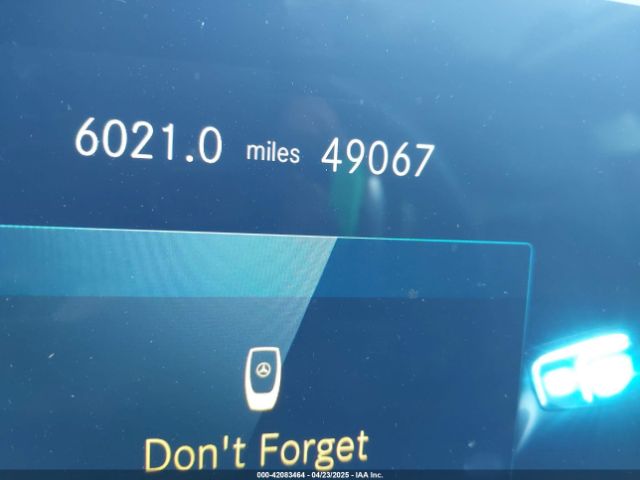 6021.0 miles 49067
Don't Forget
000-42083464 - 04/23/2025 - IAA Inc.